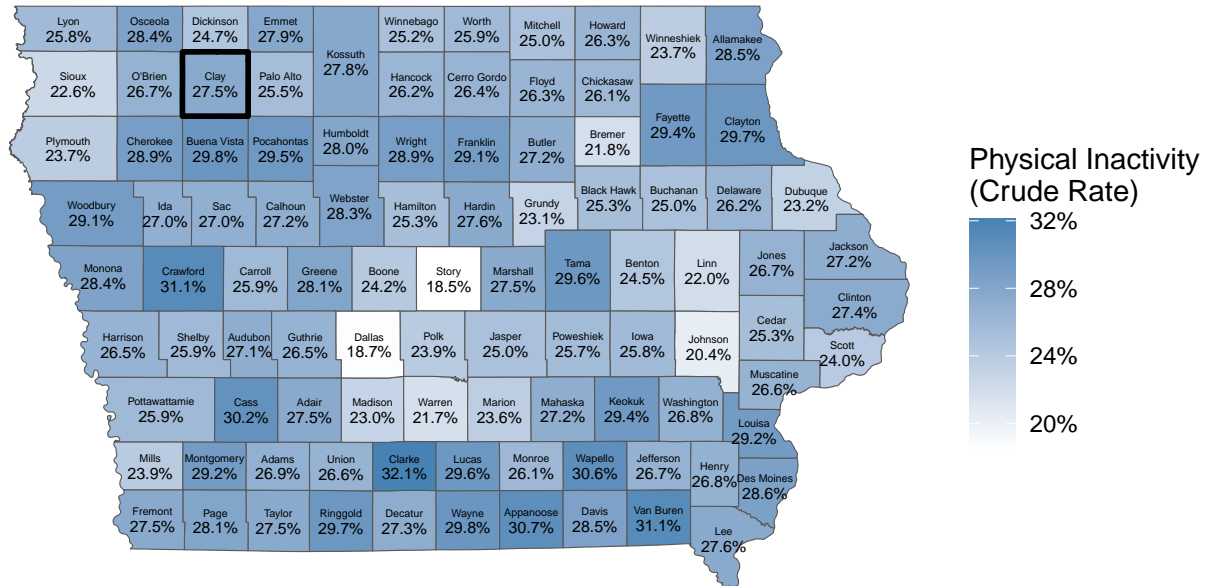 Lyon
25.8%
Osceola
28.4%
Dickinson
24.7%
Emmet
27.9%
Winnebago
25.2%
Worth
25.9%
Mitchell
25.0%
Howard
26.3%
Winneshiek
23.7%
Allamakee
28.5%
Kossuth
27.8%
Sioux
22.6%
O'Brien
26.7%
Clay
27.5%
Palo Alto
25.5%
Hancock
26.2%
Cerro Gordo
26.4%
Floyd
26.3%
Chickasaw
26.1%
Fayette
29.4%
Clayton
29.7%
Plymouth
23.7%
Cherokee
28.9%
Buena Vista
29.8%
Pocahontas
29.5%
Humboldt
28.0%
Wright
28.9%
Franklin
29.1%
Butler
27.2%
Bremer
21.8%
Woodbury
29.1%
Ida
27.0%
Sac
27.0%
Calhoun
27.2%
Webster
28.3%
Hamilton
25.3%
Hardin
27.6%
Grundy
23.1%
Black Hawk
25.3%
Buchanan
25.0%
Delaware
26.2%
Dubuque
23.2%
Monona
28.4%
Crawford
31.1%
Carroll
25.9%
Greene
28.1%
Boone
24.2%
Story
18.5%
Marshall
27.5%
Tama
29.6%
Benton
24.5%
Linn
22.0%
Jones
26.7%
Jackson
27.2%
Clinton
27.4%
Harrison
26.5%
Shelby
25.9%
Audubon
27.1%
Guthrie
26.5%
Dallas
18.7%
Polk
23.9%
Jasper
25.0%
Poweshiek
25.7%
Iowa
25.8%
Johnson
20.4%
Cedar
25.3%
Scott
24.0%
Muscatine
26.6%
Pottawattamie
25.9%
Cass
30.2%
Adair
27.5%
Madison
23.0%
Warren
21.7%
Marion
23.6%
Mahaska
27.2%
Keokuk
29.4%
Washington
26.8%
Louisa
29.2%
Mills
23.9%
Montgomery
29.2%
Adams
26.9%
Union
26.6%
Clarke
32.1%
Lucas
29.6%
Monroe
26.1%
Wapello
30.6%
Jefferson
26.7%
Henry
26.8%
Des Moines
28.6%
Fremont
27.5%
Page
28.1%
Taylor
27.5%
Ringgold
29.7%
Decatur
27.3%
Wayne
29.8%
Appanoose
30.7%
Davis
28.5%
Van Buren
31.1%
Lee
27.6%
Physical Inactivity
(Crude Rate)
32%
28%
24%
20%